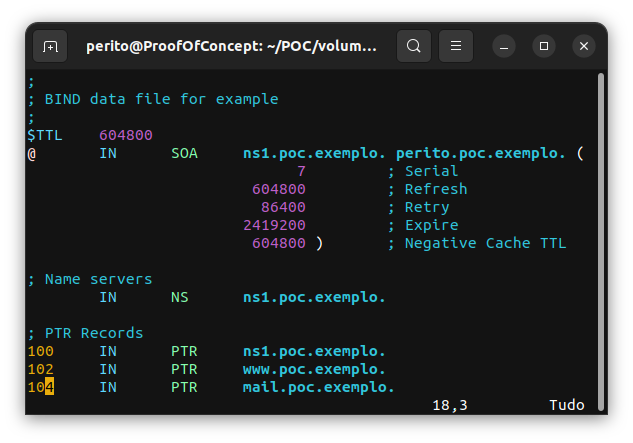 perito@ProofOfConcept: ~/POC/volum...
;
; BIND data file for example
;
$TTL    604800
@       IN      SOA     ns1.poc.exemplo. perito.poc.exemplo. (
                              7         ; Serial
                         604800         ; Refresh
                          86400         ; Retry
                        2419200         ; Expire
                         604800 )       ; Negative Cache TTL

; Name servers
        IN      NS      ns1.poc.exemplo.

; PTR Records
100     IN      PTR     ns1.poc.exemplo.
102     IN      PTR     www.poc.exemplo.
104     IN      PTR     mail.poc.exemplo.
18,3          Tudo